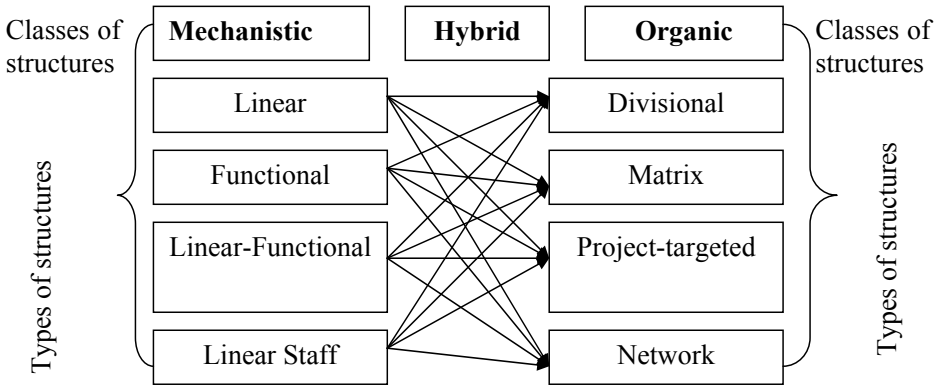 Classes of
structures
Mechanistic
Hybrid
Organic
Classes of
structures
Linear
Divisional
Functional
Matrix
Linear-Functional
Project-targeted
Linear Staff
Network
Types of structures
Types of structures